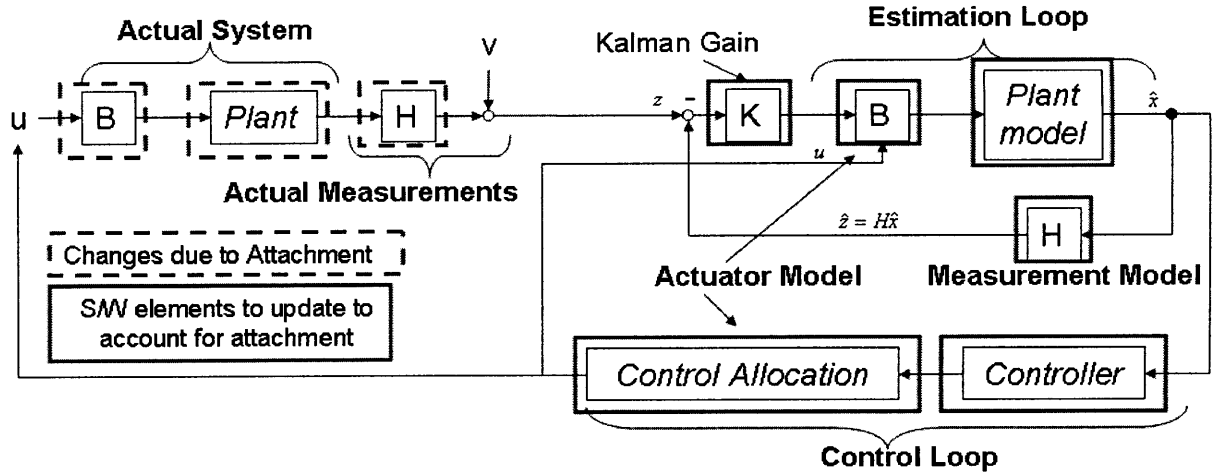 Actual System
Estimation Loop
Kalman Gain
v
u
B
Plant
H
z
-
K
B
Plant
model
x̂
u
Actual Measurements
ẑ = Hx̂
H
Changes due to Attachment
Actuator Model
Measurement Model
S/W elements to update to
account for attachment
Control Allocation
Controller
Control Loop